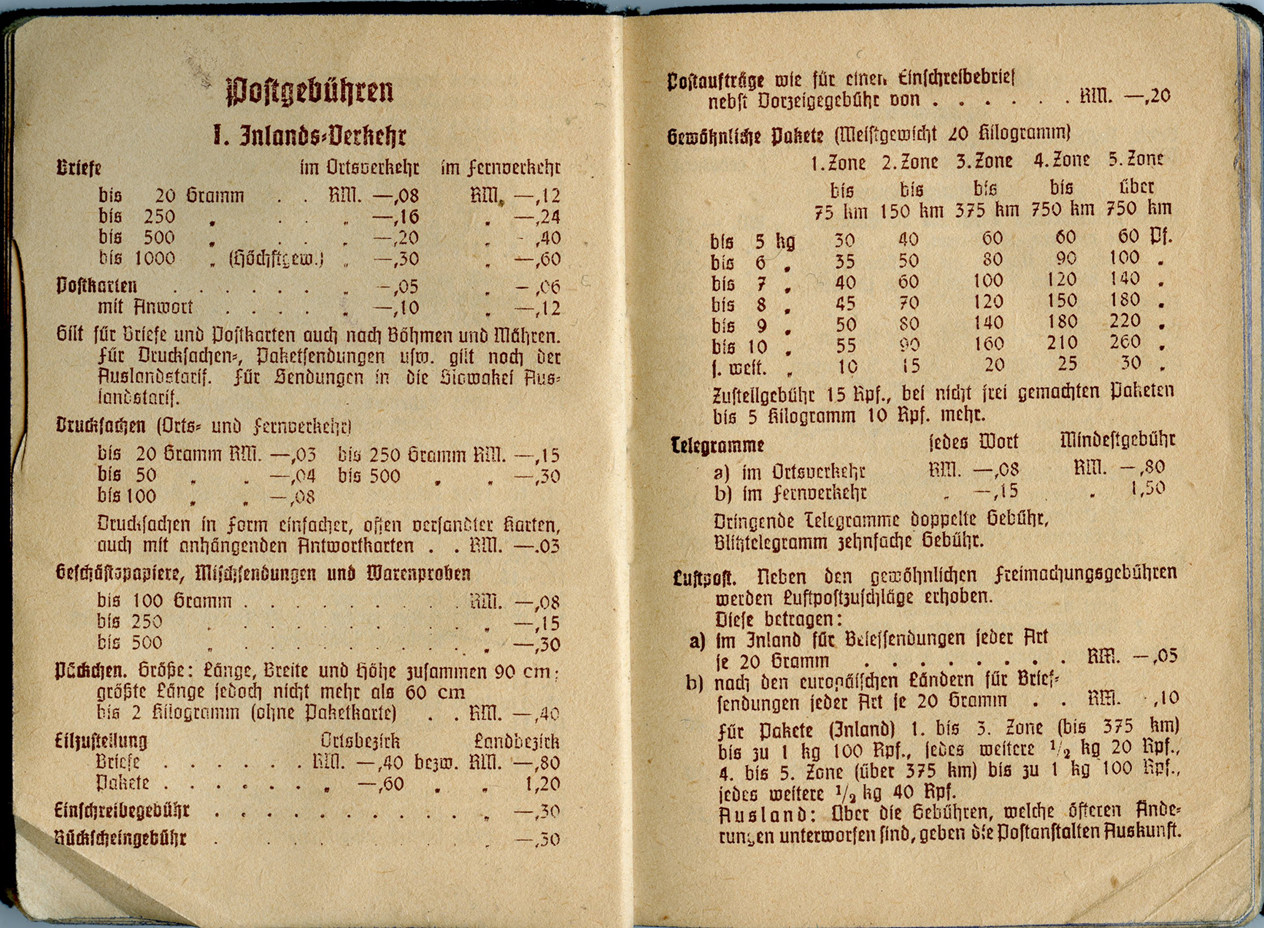 Postgebühren
I. Inlands-Verkehr
Briefe im Ortsverkehr im Fernverkehr
bis 20 Gramm . . RM. —,08 RM. —,12
bis 250 „ . . . —,16 . —,24
bis 500 „ . . . —,20 . —,40
bis 1000 „ (Höchstgew.) „ —,30 . —,60
Postkarten . . . . . . . —,05 . —,06
mit Antwort . . . . . —,10 . —,12
Gilt für Briefe und Postkarten auch nach Böhmen und Mähren.
Für Drucksachen-, Paketsendungen usw. gilt noch der
Auslandstarif. Für Sendungen in die Slowakei Aus-
landstarif.
Drucksachen (Orts- und Fernverkehr)
bis 20 Gramm RM. —,03 bis 250 Gramm RM. —,15
bis 50 „ „ —,04 bis 500 „ „ —,30
bis 100 „ „ —,08
Drucksachen in Form einfacher, offen versandter Karten,
auch mit anhängenden Antwortkarten . . RM. —.03
Geschäftspapiere, Mischsendungen und Warenproben
bis 100 Gramm . . . . . . . . RM. —,08
bis 250 . . . . . . . . . „ —,15
bis 500 . . . . . . . . . „ —,30
Päckchen. Größe: Länge, Breite und Höhe zusammen 90 cm;
größte Länge jedoch nicht mehr als 60 cm
bis 2 Kilogramm (ohne Paketkarte) . . RM. —,40
Eilzustellung Ortsbezirk Landbezirk
Briefe . . . . . . RM. —,40 bezw. RM. —,80
Pakete . . . . . . „ —,60 „ „ 1,20
Einschreibegebühr . . . . . . . . . . „ —,30
Rückscheingebühr . . . . . . . . . . —,30
Postaufträge wie für einen Einschreibebrief
nebst Vorzeigegebühr von . . . . . . RM. —,20
Gewöhnliche Pakete (Meistgewicht 20 Kilogramm)
1. Zone 2. Zone 3. Zone 4. Zone 5. Zone
bis bis bis bis über
75 km 150 km 375 km 750 km 750 km
bis 5 kg 30 40 60 60 60 Pf.
bis 6 „ 35 50 80 90 100 „
bis 7 „ 40 60 100 120 140 „
bis 8 „ 45 70 120 150 180 „
bis 9 „ 50 80 140 180 220 „
bis 10 „ 55 90 160 210 260 „
j. weit. „ 10 15 20 25 30 „
Zustellgebühr 15 Rpf., bei nicht frei gemachten Paketen
bis 5 Kilogramm 10 Rpf. mehr.
Telegramme jedes Wort Mindestgebühr
a) im Ortsverkehr RM. —,08 RM. —,80
b) im Fernverkehr „ —,15 „ 1,50
Dringende Telegramme doppelte Gebühr,
Blitztelegramm zehnfache Gebühr.
Luftpost. Neben den gewöhnlichen Freimachungsgebühren
werden Luftpostzuschläge erhoben.
Diese betragen:
a) im Inland für Briefsendungen jeder Art
je 20 Gramm . . . . . . . . RM. —,05
b) nach den europäischen Ländern für Brief-
sendungen jeder Art je 20 Gramm . . RM. -,10
Für Pakete (Inland) 1. bis 3. Zone (bis 375 km)
bis zu 1 kg 100 Rpf., jedes weitere 1/2 kg 20 Rpf.,
4. bis 5. Zone (über 375 km) bis zu 1 kg 100 Rpf.,
jedes weitere 1/2 kg 40 Rpf.
Ausland: Über die Gebühren, welche öfteren Ände-
rungen unterworfen sind, geben die Postanstalten Auskunft.